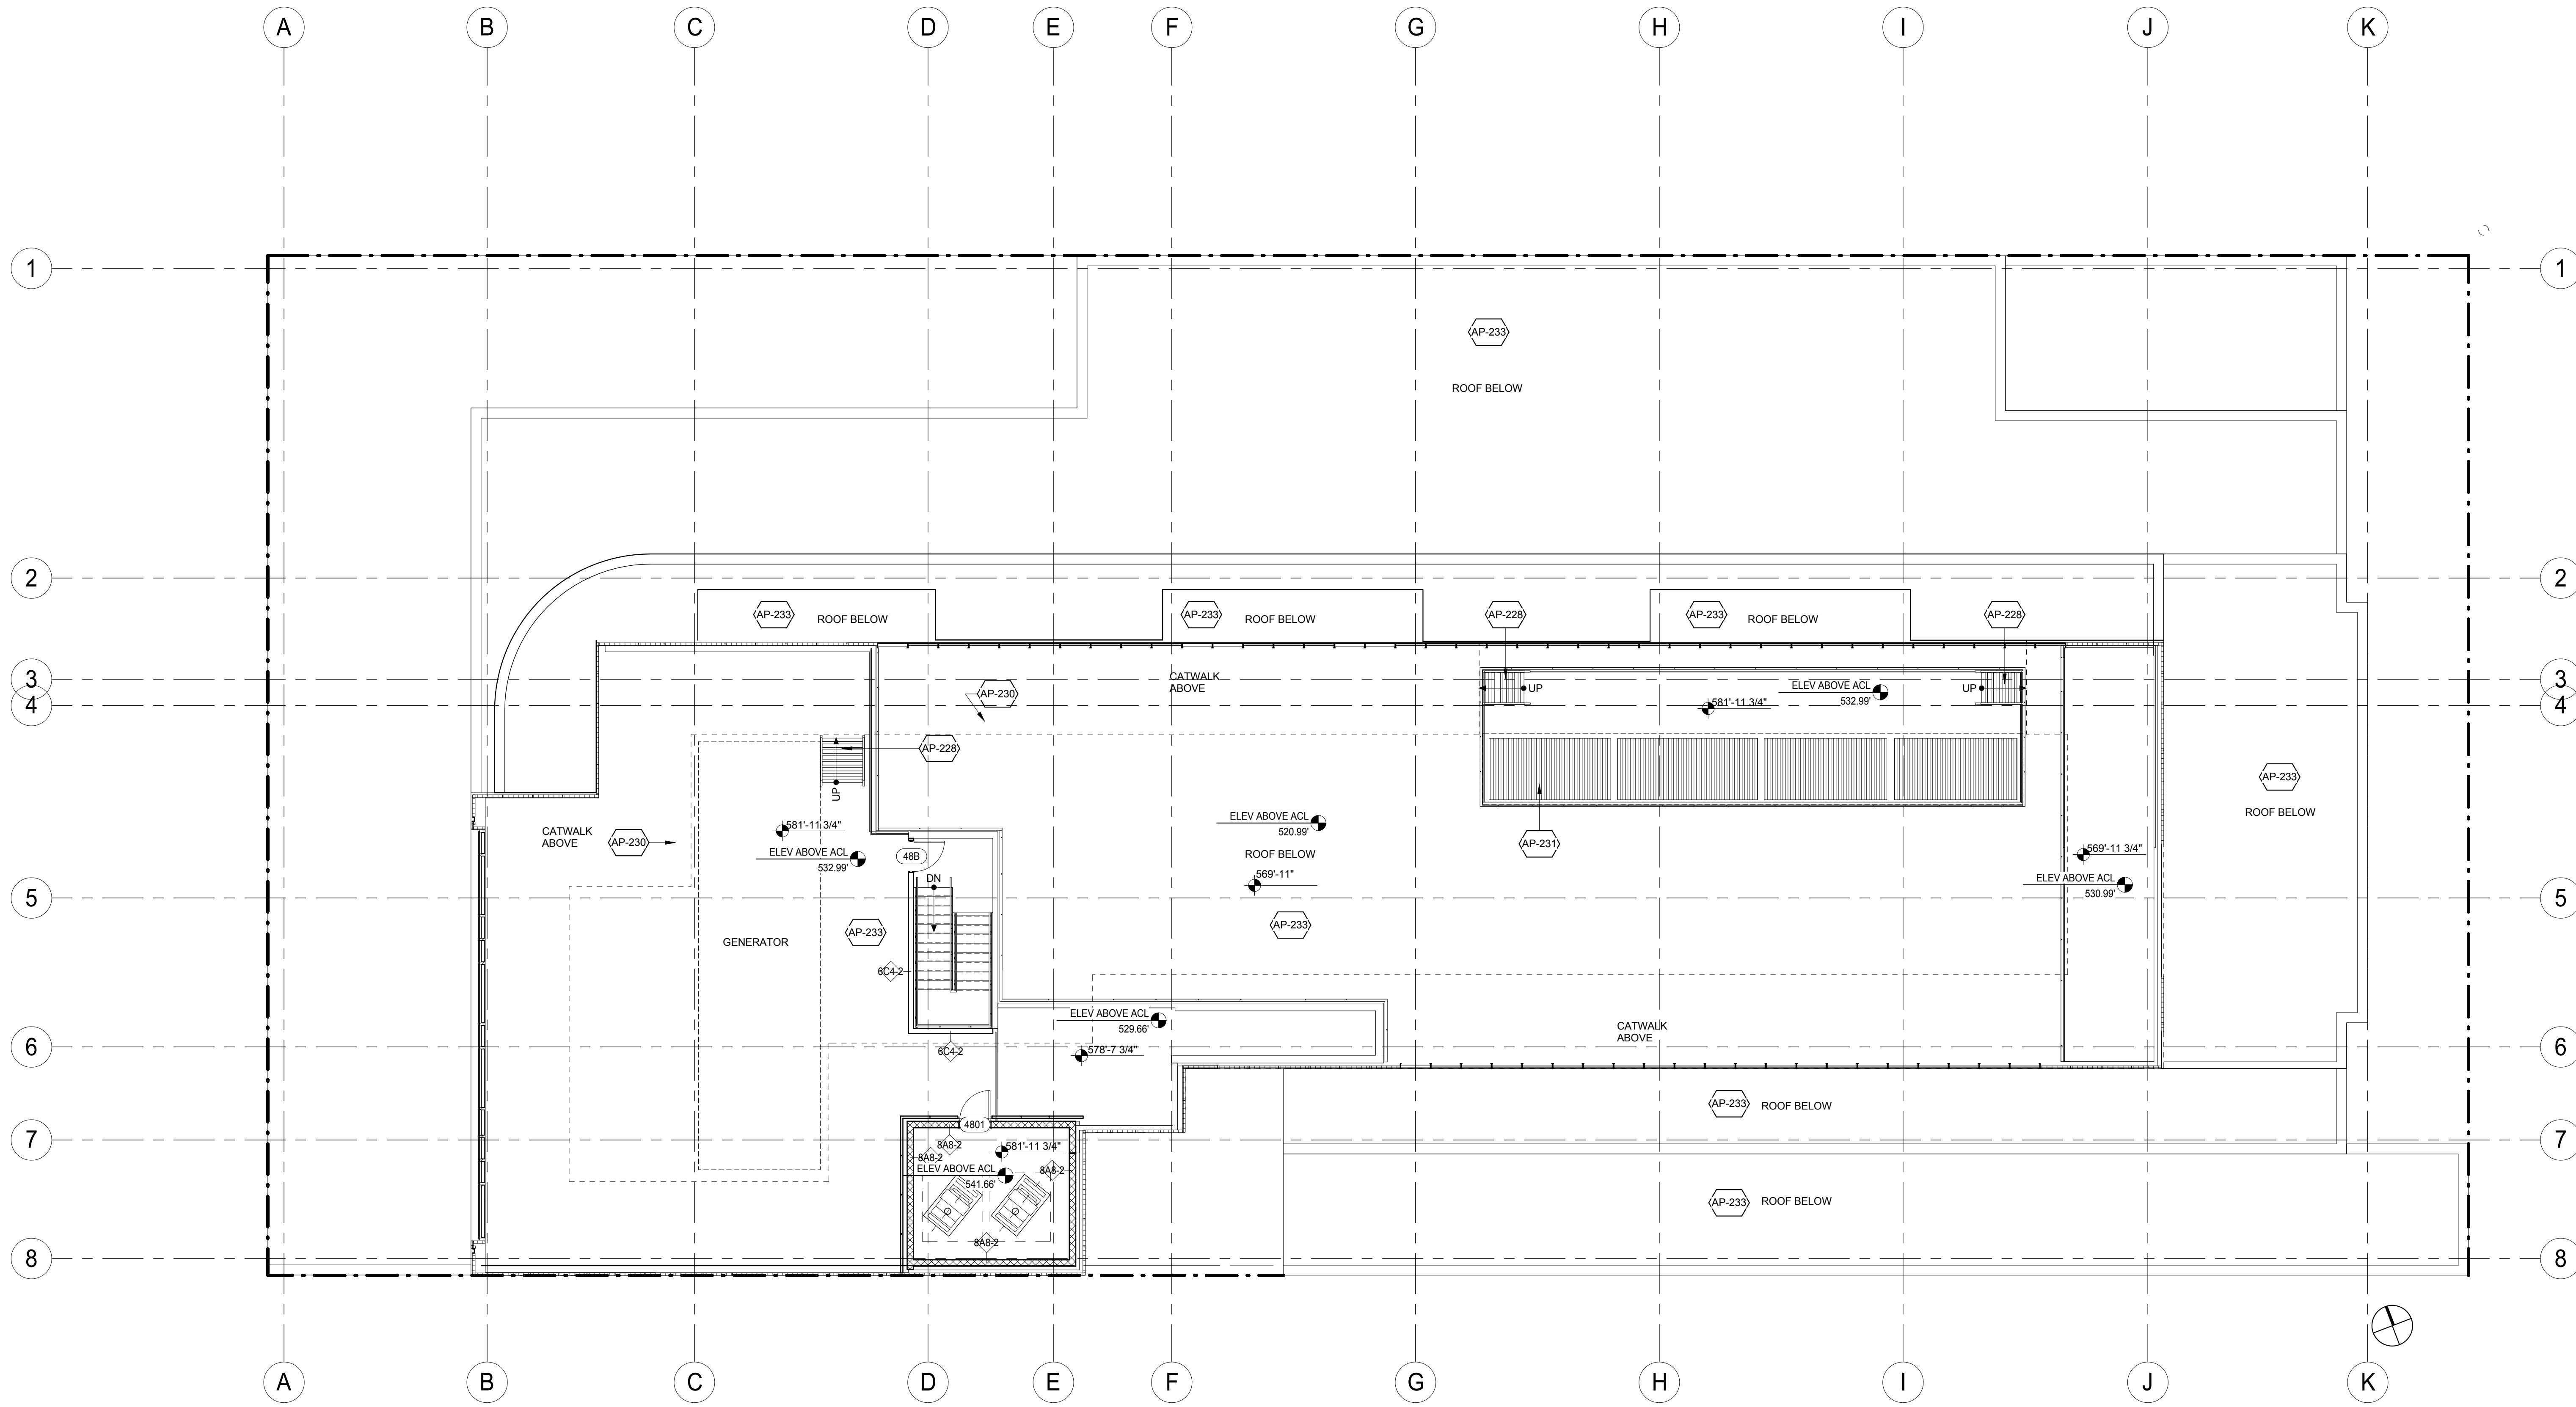 A B C D E F G H I J K
1 1
AP-233
ROOF BELOW
2 2
AP-233 ROOF BELOW
AP-233 ROOF BELOW
AP-228
AP-233 ROOF BELOW
AP-228
3 3
CATWALK
ABOVE
AP-230
UP
UP
ELEV ABOVE ACL
532.99'
581'-11 3/4"
4 4
AP-228
UP
AP-233
ROOF BELOW
581'-11 3/4"
CATWALK
ABOVE
AP-230
ELEV ABOVE ACL
532.99'
48B
ELEV ABOVE ACL
520.99'
ROOF BELOW
569'-11"
AP-231
569'-11 3/4"
ELEV ABOVE ACL
530.99'
DN
5 5
AP-233
AP-233
GENERATOR
6C4-2
ELEV ABOVE ACL
529.66'
CATWALK
ABOVE
6 6
6C4-2
578'-7 3/4"
AP-233 ROOF BELOW
4801
7 7
8A8-2
581'-11 3/4"
8A8-2
ELEV ABOVE ACL
541.66'
8A8-2
AP-233 ROOF BELOW
8A8-2
8 8
A B C D E F G H I J K